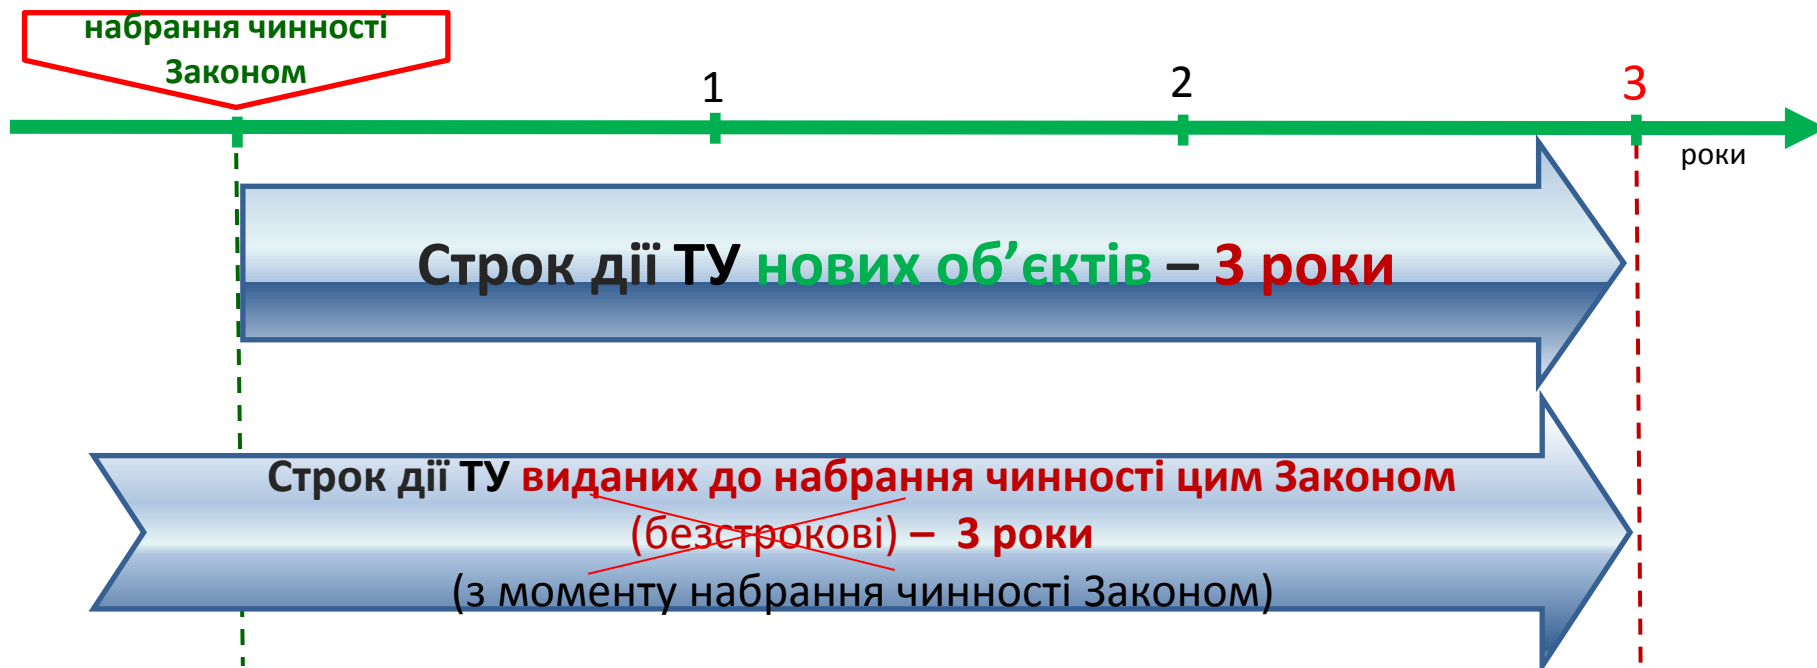 набрання чинності
Законом
1
2
3
роки
Строк дії ТУ нових об’єктів – 3 роки
Строк дії ТУ виданих до набрання чинності цим Законом
(безстрокові) – 3 роки
(з моменту набрання чинності Законом)